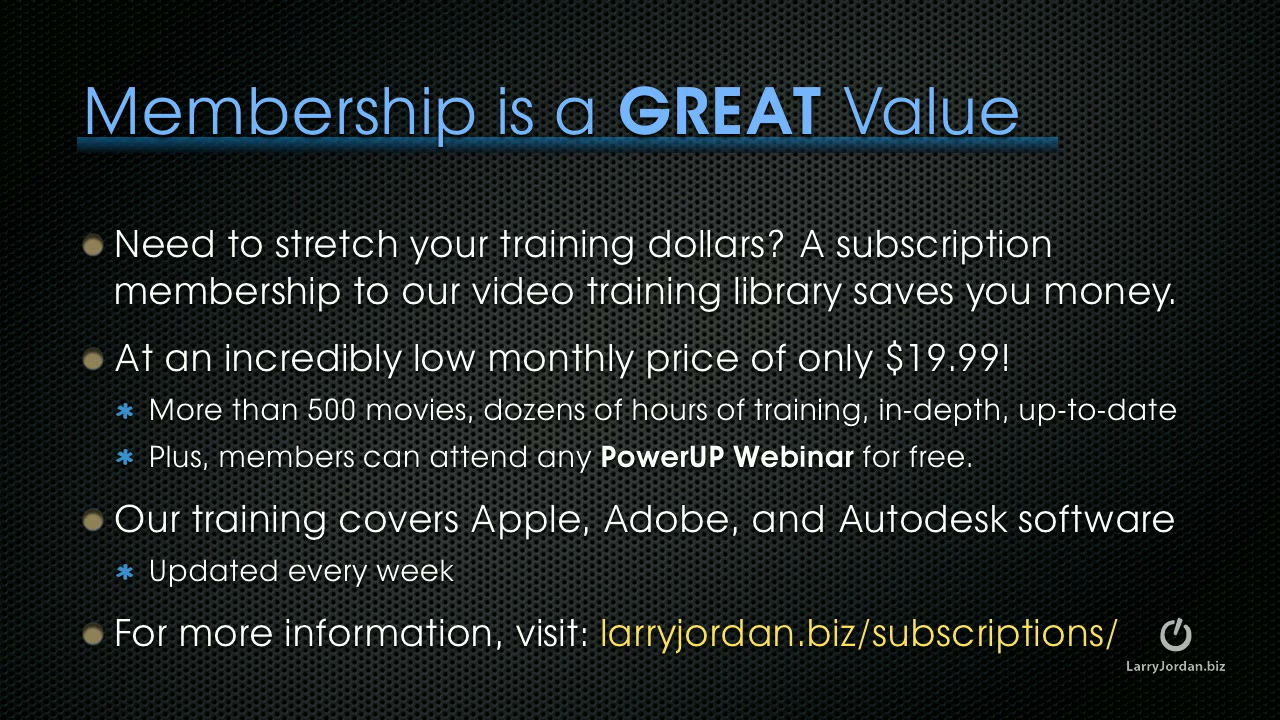 Membership is a GREAT Value
Need to stretch your training dollars? A subscription
membership to our video training library saves you money.
At an incredibly low monthly price of only $19.99!
More than 500 movies, dozens of hours of training, in-depth, up-to-date
Plus, members can attend any PowerUP Webinar for free.
Our training covers Apple, Adobe, and Autodesk software
Updated every week
For more information, visit: larryjordan.biz/subscriptions/
LarryJordan.biz